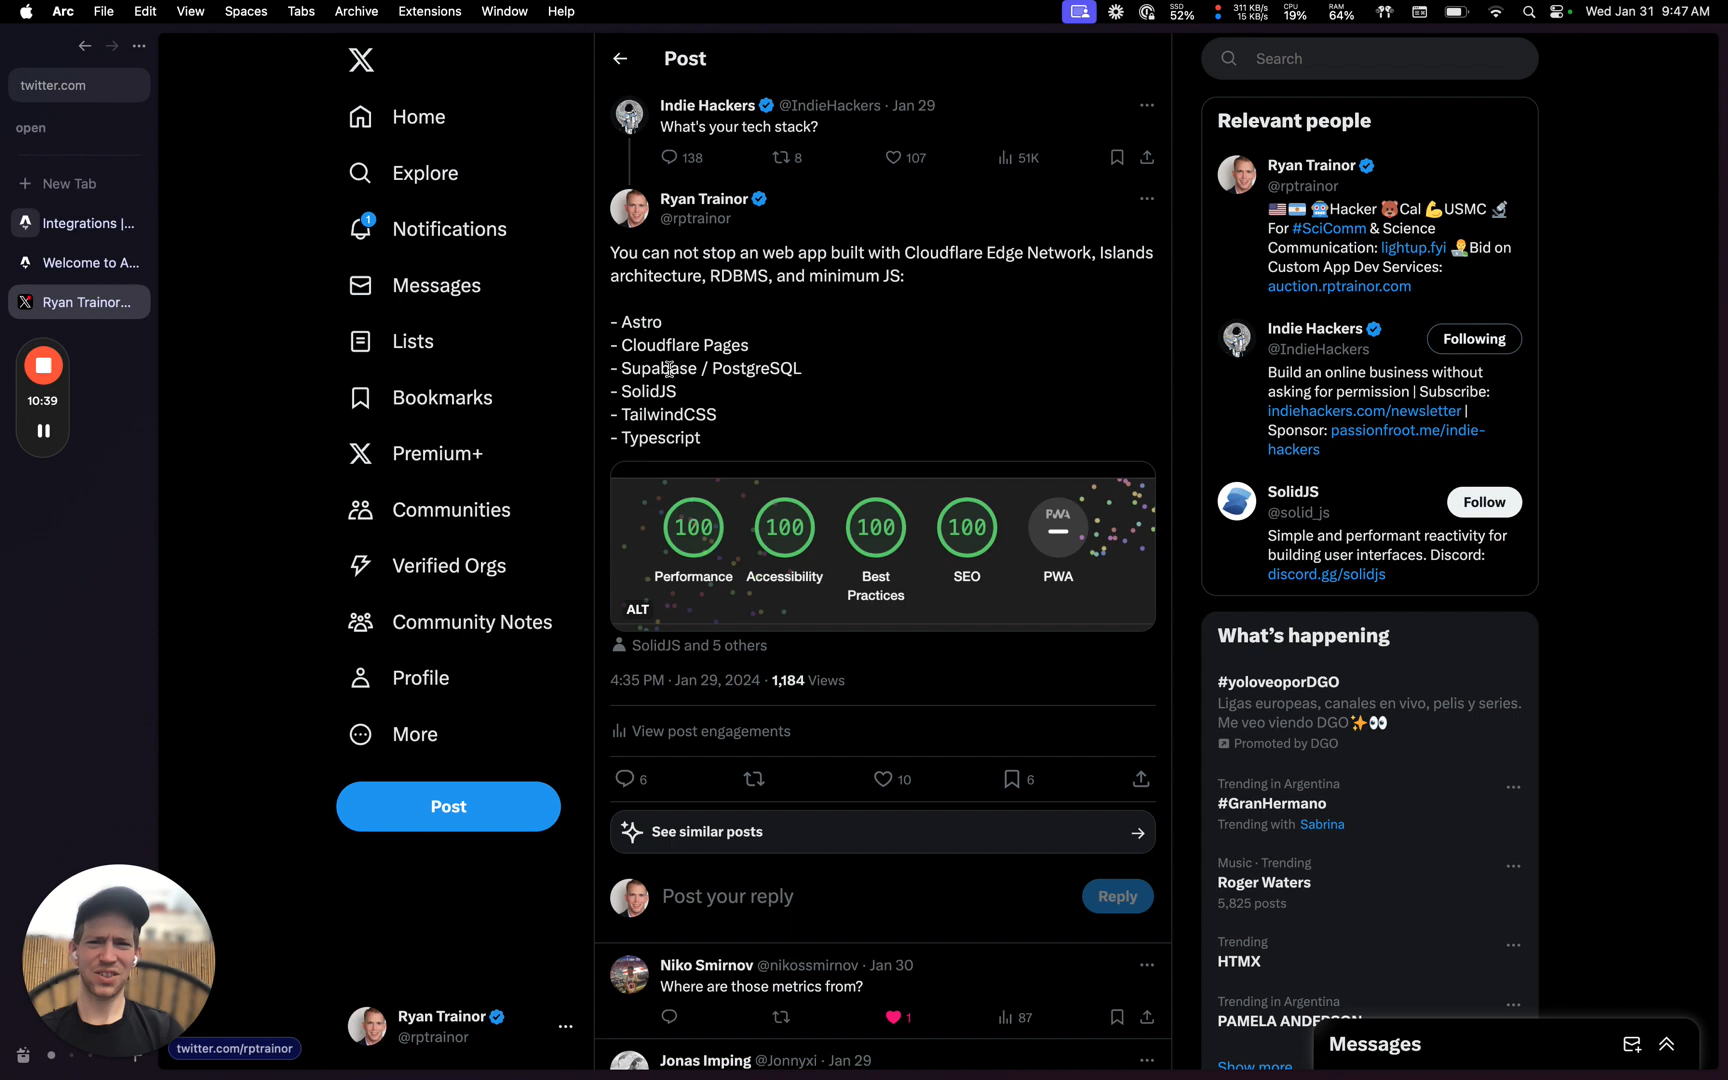 Arc File Edit View Spaces Tabs Archive Extensions Window Help
SSD 52% 311 KB/s 15 KB/s CPU 19% RAM 64% Wed Jan 31 9:47 AM
twitter.com
open
New Tab
Integrations |...
Welcome to A...
Ryan Trainor...
10:39
Home
Explore
1
Notifications
Messages
Lists
Bookmarks
Premium+
Communities
Verified Orgs
Community Notes
Profile
More
Post
Ryan Trainor
@rptrainor
twitter.com/rptrainor
Post
Indie Hackers @IndieHackers · Jan 29
What's your tech stack?
138 8 107 51K
Ryan Trainor
@rptrainor
You can not stop an web app built with Cloudflare Edge Network, Islands
architecture, RDBMS, and minimum JS:
- Astro
- Cloudflare Pages
- Supabase / PostgreSQL
- SolidJS
- TailwindCSS
- Typescript
100 100 100 100 PWA
Performance Accessibility Best Practices SEO PWA
ALT
SolidJS and 5 others
4:35 PM · Jan 29, 2024 · 1,184 Views
View post engagements
6 10 6
See similar posts
Post your reply
Reply
Niko Smirnov @nikossmirnov · Jan 30
Where are those metrics from?
1 87
Jonas Imping @Jonnyxi · Jan 29
Search
Relevant people
Ryan Trainor
@rptrainor
Hacker Cal USMC
For #SciComm & Science
Communication: lightup.fyi Bid on
Custom App Dev Services:
auction.rptrainor.com
Indie Hackers
@IndieHackers
Following
Build an online business without
asking for permission | Subscribe:
indiehackers.com/newsletter |
Sponsor: passionfroot.me/indie-
hackers
SolidJS
@solid_js
Follow
Simple and performant reactivity for
building user interfaces. Discord:
discord.gg/solidjs
What's happening
#yoloveoporDGO
Ligas europeas, canales en vivo, pelis y series.
Me veo viendo DGO
Promoted by DGO
Trending in Argentina
#GranHermano
Trending with Sabrina
Music · Trending
Roger Waters
5,825 posts
Trending
HTMX
Trending in Argentina
PAMELA ANDERSON
Show more
Messages